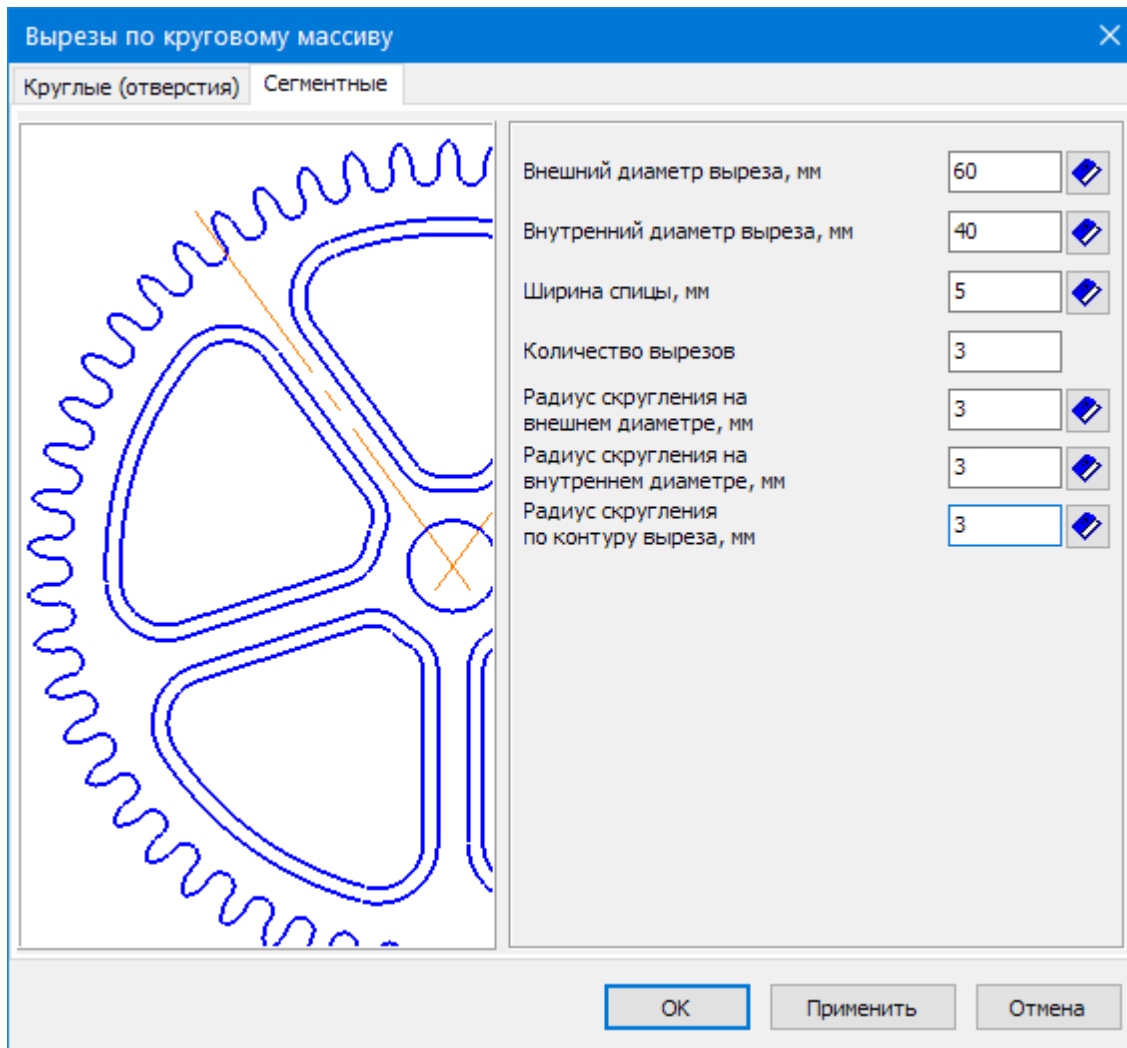 Вырезы по круговому массиву
Круглые (отверстия)
Сегментные
Внешний диаметр выреза, мм
60
Внутренний диаметр выреза, мм
40
Ширина спицы, мм
5
Количество вырезов
3
Радиус скругления на
внешнем диаметре, мм
3
Радиус скругления на
внутреннем диаметре, мм
3
Радиус скругления
по контуру выреза, мм
3
ОК
Применить
Отмена